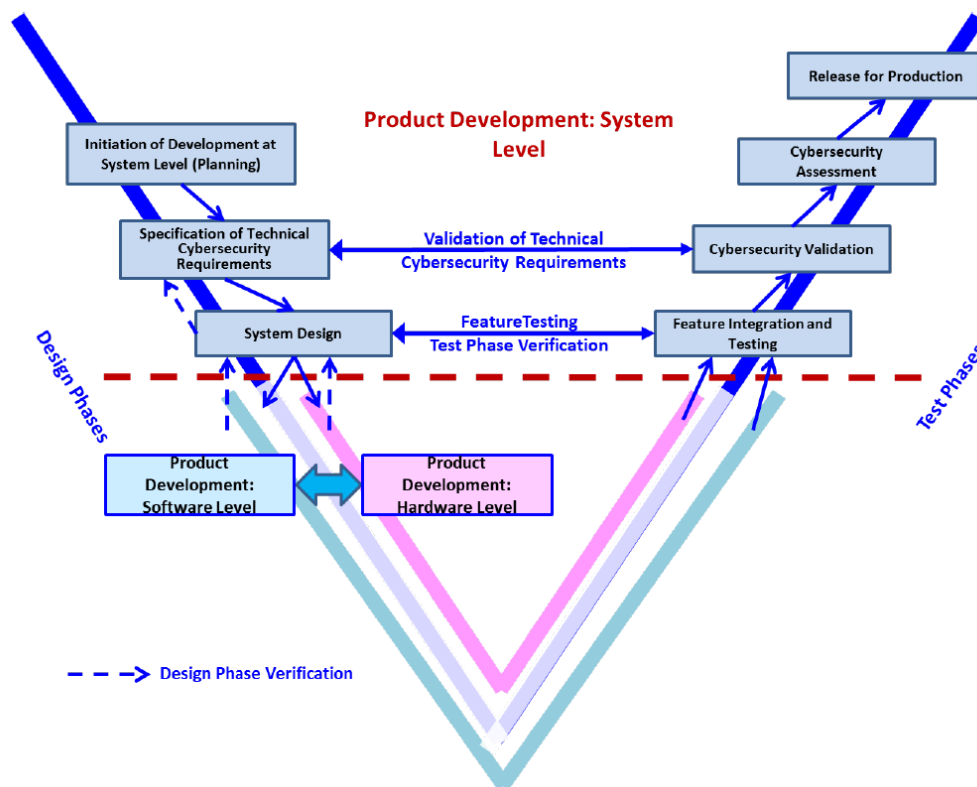 Release for Production
Product Development: System
Level
Initiation of Development at
System Level (Planning)
Cybersecurity
Assessment
Specification of Technical
Cybersecurity
Requirements
Validation of Technical
Cybersecurity Requirements
Cybersecurity Validation
System Design
FeatureTesting
Test Phase Verification
Feature Integration and
Testing
Design Phases
Test Phases
Product
Development:
Software Level
Product
Development:
Hardware Level
Design Phase Verification